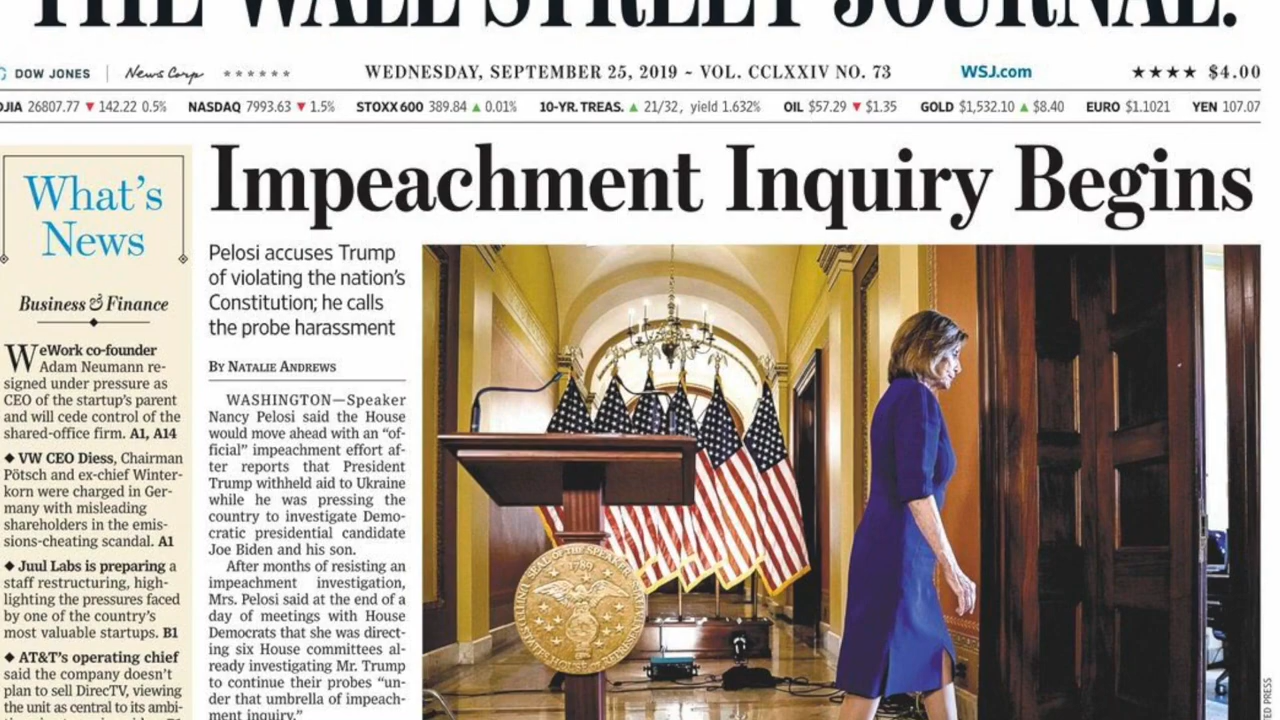 THE WALL STREET JOURNAL.
DOW JONES | News Corp ★★★★★★ WEDNESDAY, SEPTEMBER 25, 2019 ~ VOL. CCLXXIV NO. 73 WSJ.com ★★★★ $4.00
DJIA 26807.77 ▼ 142.22 0.5% NASDAQ 7993.63 ▼ 1.5% STOXX 600 389.84 ▲ 0.01% 10-YR. TREAS. ▲ 21/32, yield 1.632% OIL $57.29 ▼ $1.35 GOLD $1,532.10 ▲ $8.40 EURO $1.1021 YEN 107.07
What's
News
Business & Finance
WeWork co-founder
Adam Neumann re-
signed under pressure as
CEO of the startup's parent
and will cede control of the
shared-office firm. A1, A14
◆ VW CEO Diess, Chairman
Pötsch and ex-chief Winter-
korn were charged in Ger-
many with misleading
shareholders in the emis-
sions-cheating scandal. A1
◆ Juul Labs is preparing a
staff restructuring, high-
lighting the pressures faced
by one of the country's
most valuable startups. B1
◆ AT&T's operating chief
said the company doesn't
plan to sell DirecTV, viewing
the unit as central to its ambi-
Impeachment Inquiry Begins
Pelosi accuses Trump
of violating the nation's
Constitution; he calls
the probe harassment
BY NATALIE ANDREWS
WASHINGTON—Speaker
Nancy Pelosi said the House
would move ahead with an "of-
ficial" impeachment effort af-
ter reports that President
Trump withheld aid to Ukraine
while he was pressing the
country to investigate Demo-
cratic presidential candidate
Joe Biden and his son.
After months of resisting an
impeachment investigation,
Mrs. Pelosi said at the end of a
day of meetings with House
Democrats that she was direct-
ing six House committees al-
ready investigating Mr. Trump
to continue their probes "un-
der that umbrella of impeach-
ment inquiry."
SEAL OF THE SPEAKER
1789
PRESS